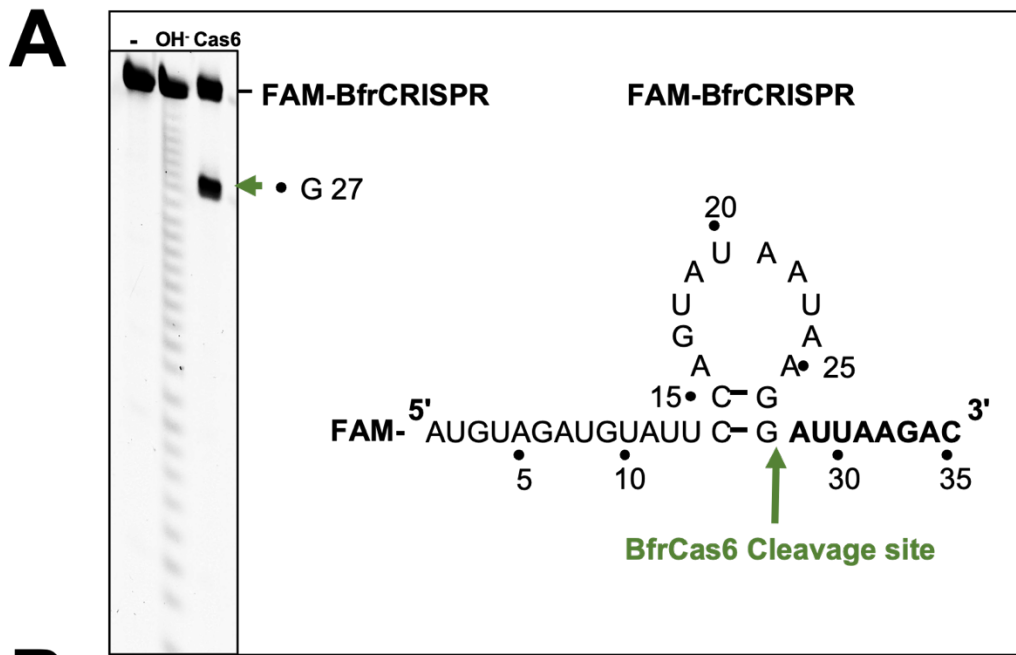 A
- OH- Cas6
FAM-BfrCRISPR
• G 27
FAM-BfrCRISPR
20
•
U A
A A
U U
G A
A A • 25
15 • C - G
FAM- 5' AUGUAGAUGUAUU C - G AUUAAGAC 3'
• • • •
5 10 30 35
BfrCas6 Cleavage site